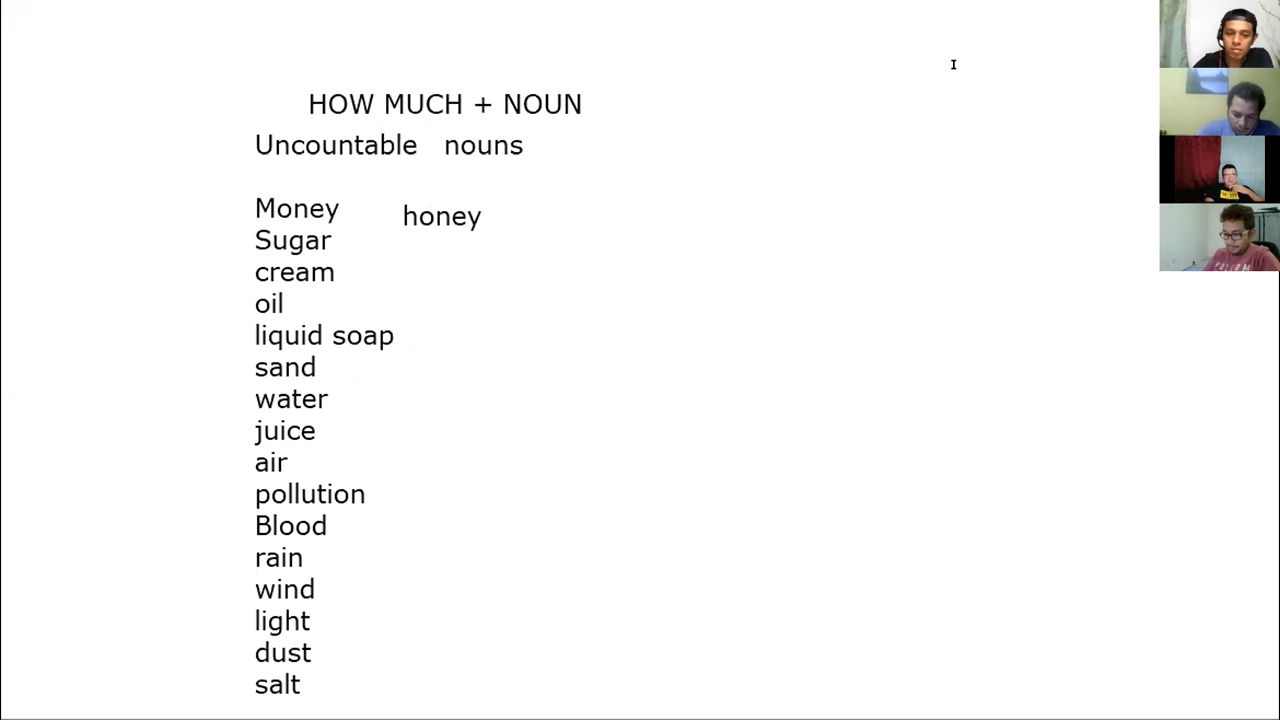 HOW MUCH + NOUN
Uncountable nouns
Money honey
Sugar
cream
oil
liquid soap
sand
water
juice
air
pollution
Blood
rain
wind
light
dust
salt